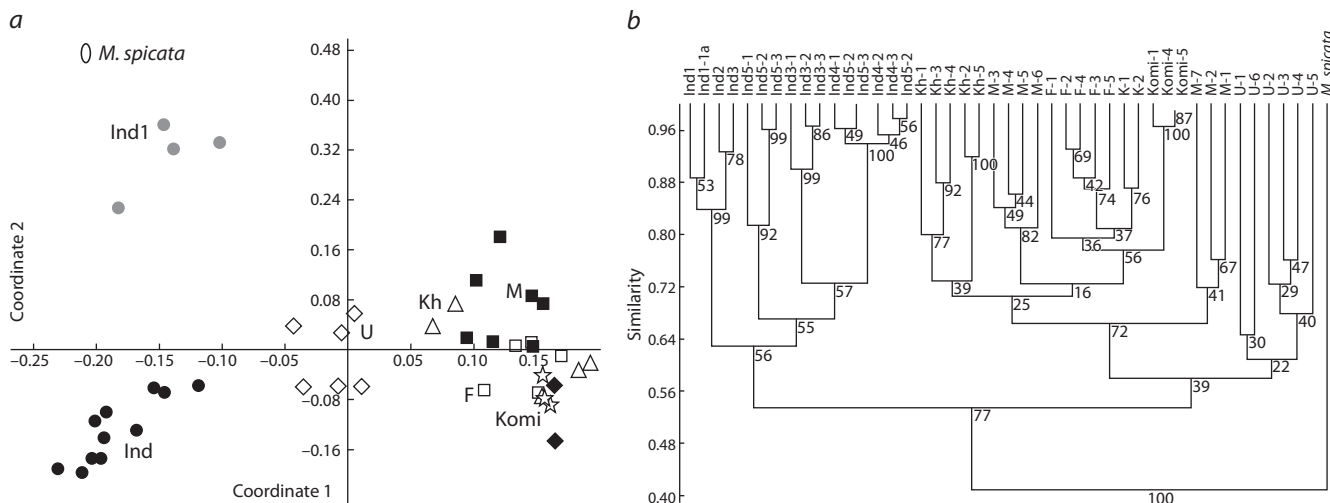 a
M. spicata
0.48
0.40
0.32
0.24
0.16
0.08
−0.08
−0.16
−0.25 −0.20 −0.15 −0.10 −0.05 0 0.05 0.10 0.15
Coordinate 2
Coordinate 1
Ind1
Kh
M
U
F
Komi
Ind
b
Ind1
Ind1-1a
Ind2
Ind3
Ind5-1
Ind5-2
Ind5-3
Ind3-1
Ind3-2
Ind3-3
Ind4-1
Ind5-2
Ind5-3
Ind4-2
Ind4-3
Ind5-2
Kh-1
Kh-3
Kh-4
Kh-2
Kh-5
M-3
M-4
M-5
M-6
F-1
F-2
F-4
F-3
F-5
K-1
K-2
Komi-1
Komi-4
Komi-5
M-7
M-2
M-1
U-1
U-6
U-2
U-3
U-4
U-5
M. spicata
Similarity
0.96
0.88
0.80
0.72
0.64
0.56
0.48
0.40
53
78
99
99
92
86
99
49
56
46
100
57
55
56
92
77
100
39
44
49
82
69
42
74
76
37
36
87
100
56
16
25
67
41
72
30
47
29
40
22
39
77
100